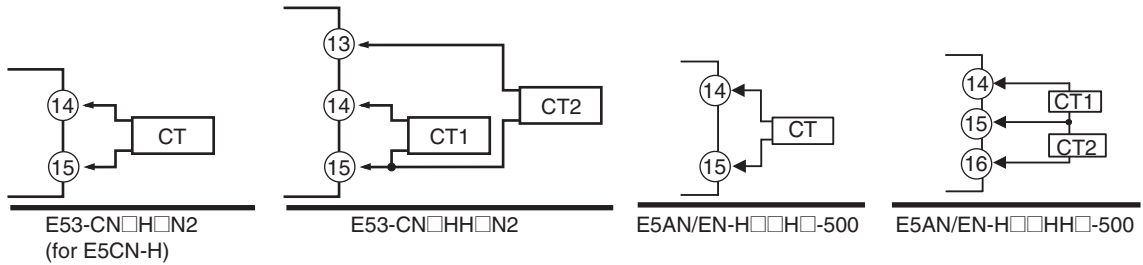 14
15
CT
E53-CN□H□N2
(for E5CN-H)
13
14
15
CT1
CT2
E53-CN□HH□N2
14
15
CT
E5AN/EN-H□□H□-500
14
15
16
CT1
CT2
E5AN/EN-H□□HH□-500